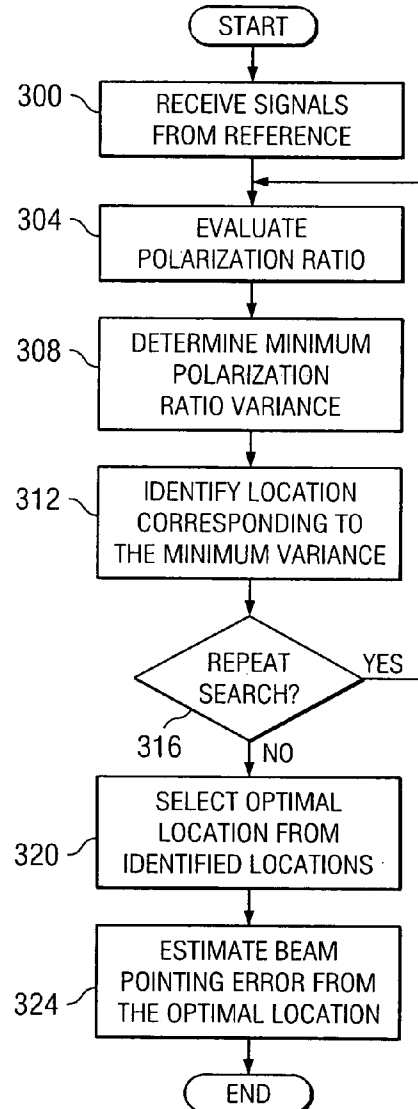 START
300
RECEIVE SIGNALS
FROM REFERENCE
304
EVALUATE
POLARIZATION RATIO
308
DETERMINE MINIMUM
POLARIZATION
RATIO VARIANCE
312
IDENTIFY LOCATION
CORRESPONDING TO
THE MINIMUM VARIANCE
REPEAT
SEARCH?
YES
316
NO
320
SELECT OPTIMAL
LOCATION FROM
IDENTIFIED LOCATIONS
324
ESTIMATE BEAM
POINTING ERROR FROM
THE OPTIMAL LOCATION
END